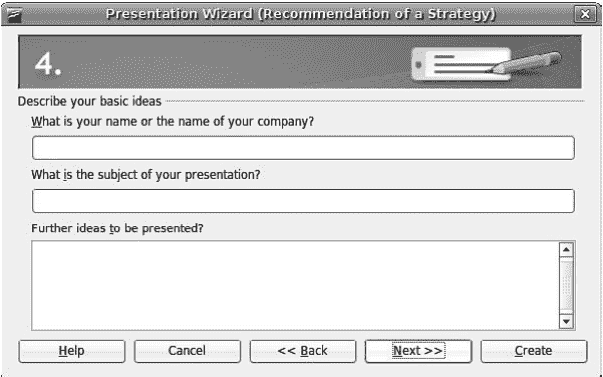 Presentation Wizard (Recommendation of a Strategy)
4.
Describe your basic ideas
What is your name or the name of your company?
What is the subject of your presentation?
Further ideas to be presented?
Help Cancel << Back Next >> Create